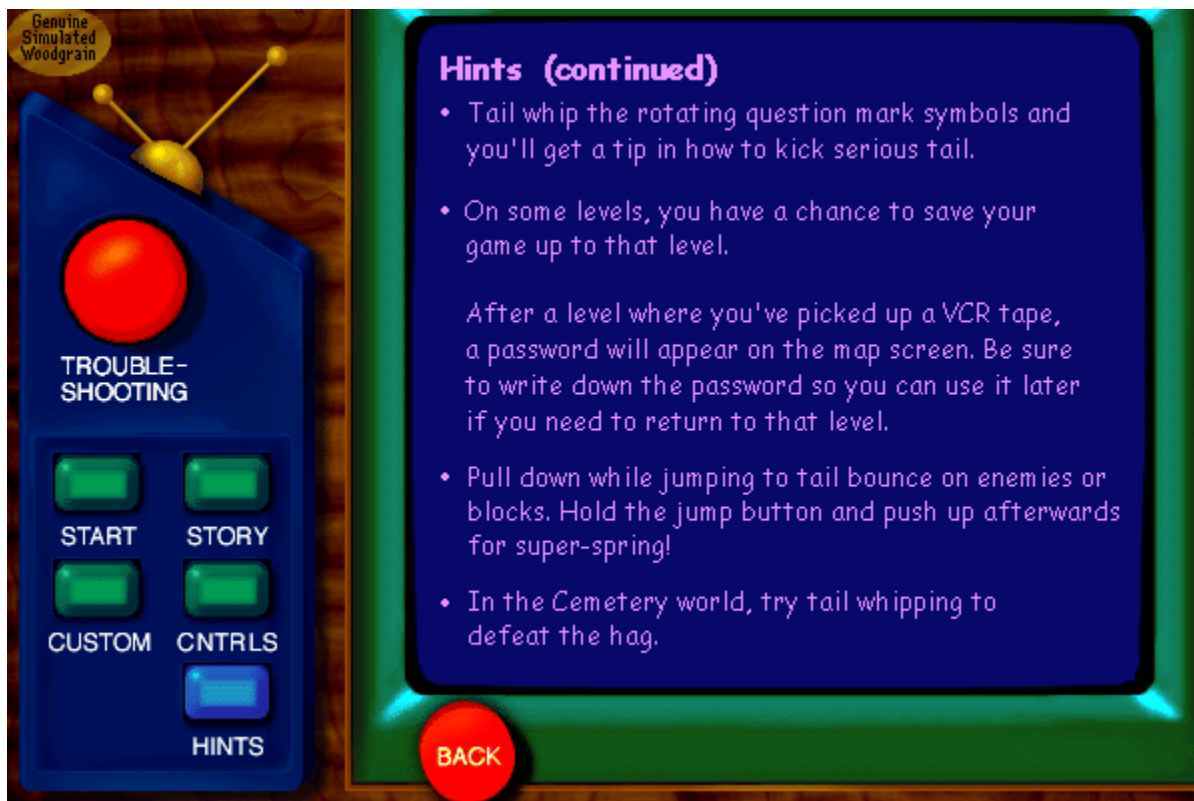 Genuine
Simulated
Woodgrain
TROUBLE-
SHOOTING
START STORY
CUSTOM CNTRLS
HINTS
Hints (continued)
• Tail whip the rotating question mark symbols and
you'll get a tip in how to kick serious tail.
• On some levels, you have a chance to save your
game up to that level.
After a level where you've picked up a VCR tape,
a password will appear on the map screen. Be sure
to write down the password so you can use it later
if you need to return to that level.
• Pull down while jumping to tail bounce on enemies or
blocks. Hold the jump button and push up afterwards
for super-spring!
• In the Cemetery world, try tail whipping to
defeat the hag.
BACK